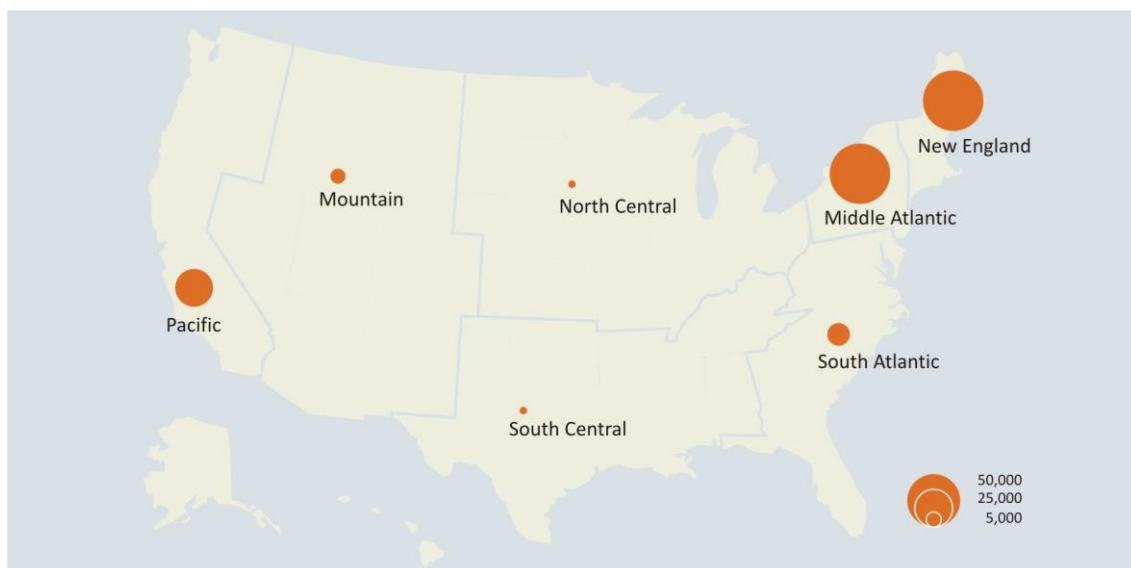 New England
Mountain
North Central
Middle Atlantic
Pacific
South Atlantic
South Central
50,000
25,000
5,000